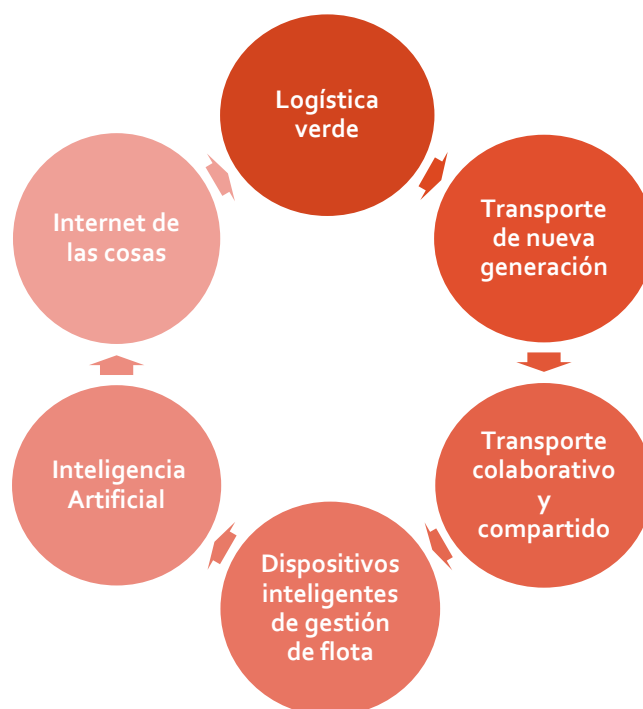 Logística
verde
Transporte
de nueva
generación
Transporte
colaborativo
y
compartido
Dispositivos
inteligentes
de gestión
de flota
Inteligencia
Artificial
Internet de
las cosas